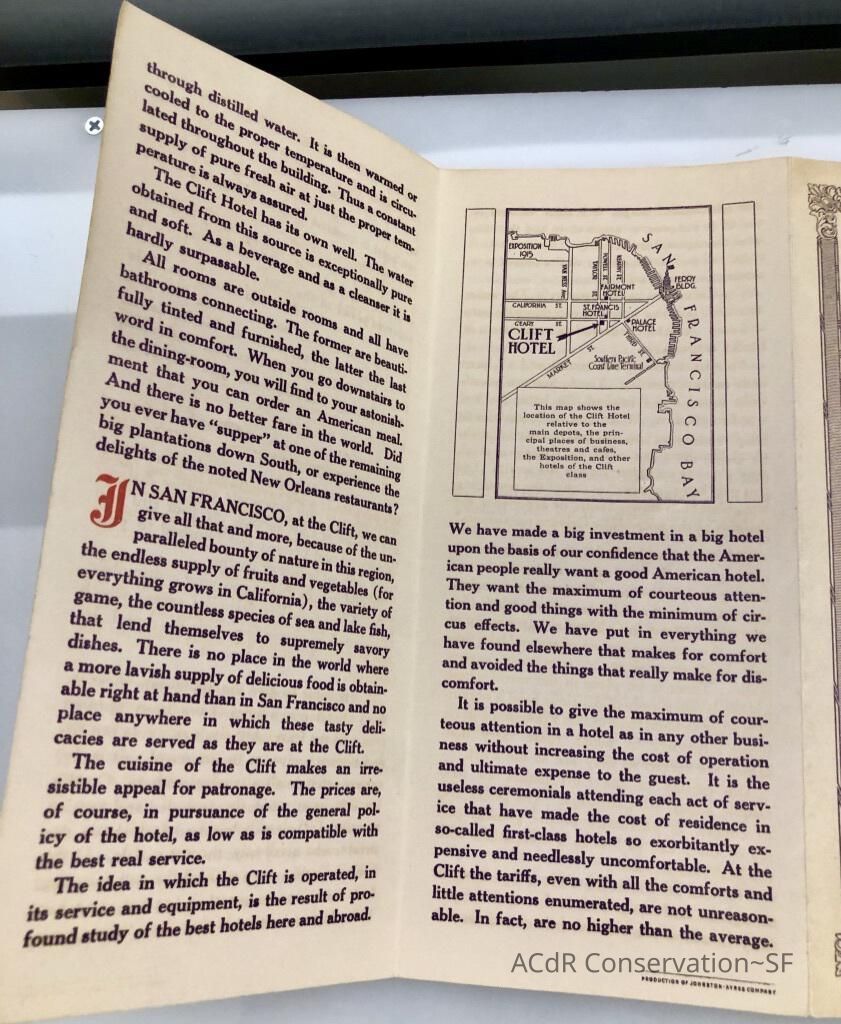 through distilled water. It is then warmed or
cooled to the proper temperature and is circu-
lated throughout the building. Thus a constant
supply of pure fresh air at just the proper tem-
perature is always assured.
The Clift Hotel has its own well. The water
obtained from this source is exceptionally pure
and soft. As a beverage and as a cleanser it is
hardly surpassable.
All rooms are outside rooms and all have
bathrooms connecting. The former are beauti-
fully tinted and furnished, the latter the last
word in comfort. When you go downstairs to
the dining-room, you will find to your astonish-
ment that you can order an American meal.
And there is no better fare in the world. Did
you ever have "supper" at one of the remaining
big plantations down South, or experience the
delights of the noted New Orleans restaurants?
IN SAN FRANCISCO, at the Clift, we can
give all that and more, because of the un-
paralleled bounty of nature in this region,
the endless supply of fruits and vegetables (for
everything grows in California), the variety of
game, the countless species of sea and lake fish,
that lend themselves to supremely savory
dishes. There is no place in the world where
a more lavish supply of delicious food is obtain-
able right at hand than in San Francisco and no
place anywhere in which these tasty deli-
cacies are served as they are at the Clift.
The cuisine of the Clift makes an irre-
sistible appeal for patronage. The prices are,
of course, in pursuance of the general pol-
icy of the hotel, as low as is compatible with
the best real service.
The idea in which the Clift is operated, in
its service and equipment, is the result of pro-
found study of the best hotels here and abroad.
SAN FRANCISCO BAY
EXPOSITION
1915
VAN NESS AVE
TAYLOR ST.
POWELL ST.
KEARNY ST.
FERRY
BLDG.
FAIRMONT
HOTEL
CALIFORNIA ST.
ST. FRANCIS
HOTEL
GEARY ST.
PALACE
HOTEL
CLIFT
HOTEL
THIRD ST
MARKET ST
Southern Pacific
Coast Line Terminal
This map shows the
location of the Clift Hotel
relative to the
main depots, the prin-
cipal places of business,
theatres and cafes,
the Exposition, and other
hotels of the Clift
class
We have made a big investment in a big hotel
upon the basis of our confidence that the Amer-
ican people really want a good American hotel.
They want the maximum of courteous atten-
tion and good things with the minimum of cir-
cus effects. We have put in everything we
have found elsewhere that makes for comfort
and avoided the things that really make for dis-
comfort.
It is possible to give the maximum of cour-
teous attention in a hotel as in any other busi-
ness without increasing the cost of operation
and ultimate expense to the guest. It is the
useless ceremonials attending each act of serv-
ice that have made the cost of residence in
so-called first-class hotels so exorbitantly ex-
pensive and needlessly uncomfortable. At the
Clift the tariffs, even with all the comforts and
little attentions enumerated, are not unreason-
able. In fact, are no higher than the average.
ACdR Conservation~SF
PRODUCTION OF JOHNSTON-AYRES COMPANY